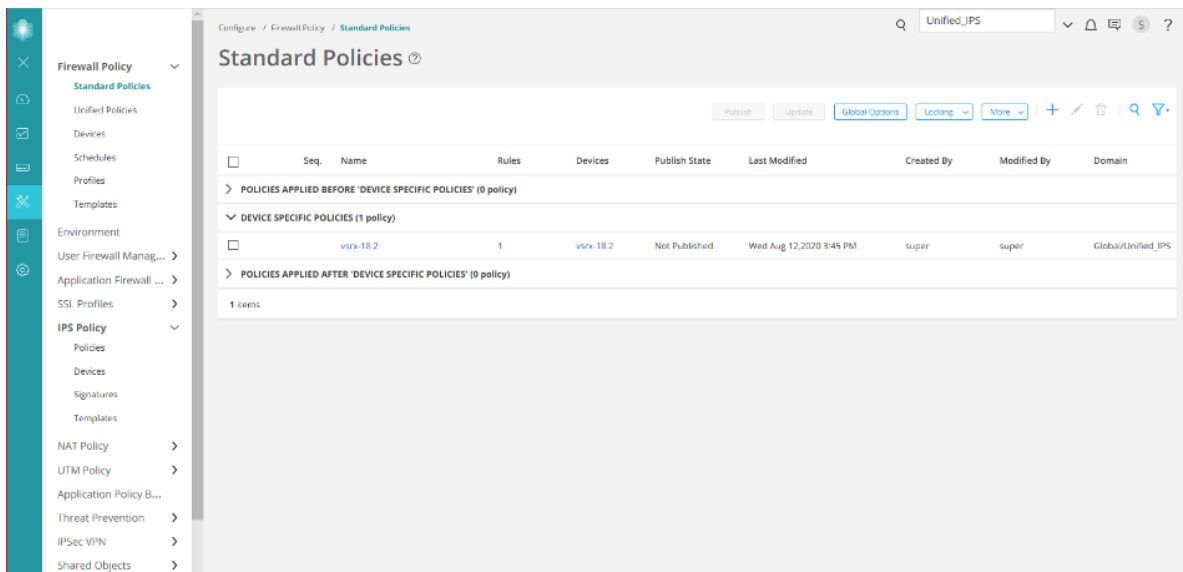 Configure / Firewall Policy / Standard Policies
Unified_IPS
S ?
Standard Policies ?
Firewall Policy
Standard Policies
Unified Policies
Devices
Schedules
Profiles
Templates
Environment
User Firewall Manag...
Application Firewall ...
SSL Profiles
IPS Policy
Policies
Devices
Signatures
Templates
NAT Policy
UTM Policy
Application Policy B...
Threat Prevention
IPSec VPN
Shared Objects
Publish Update Global Options Locking More
Seq. Name Rules Devices Publish State Last Modified Created By Modified By Domain
POLICIES APPLIED BEFORE 'DEVICE SPECIFIC POLICIES' (0 policy)
DEVICE SPECIFIC POLICIES (1 policy)
vsrx-18.2 1 vsrx-18.2 Not Published Wed Aug 12,2020 3:45 PM super super Global/Unified_IPS
POLICIES APPLIED AFTER 'DEVICE SPECIFIC POLICIES' (0 policy)
1 items